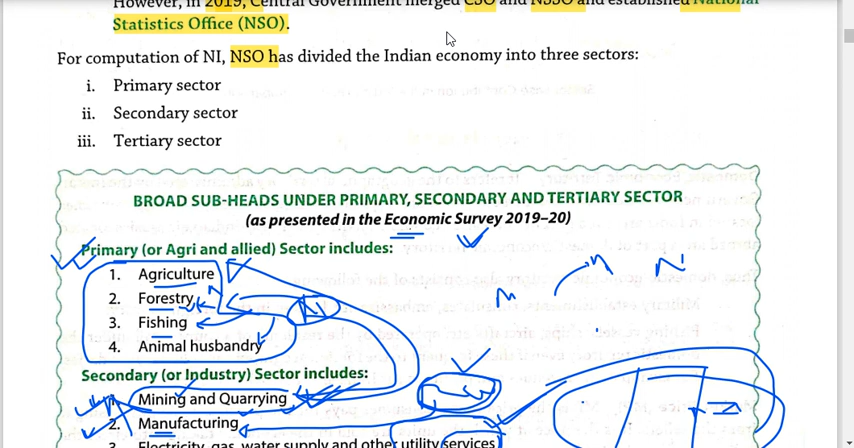 However, in 2019, Central Government merged CSO and NSSO and established National
Statistics Office (NSO).
For computation of NI, NSO has divided the Indian economy into three sectors:
i. Primary sector
ii. Secondary sector
iii. Tertiary sector
BROAD SUB-HEADS UNDER PRIMARY, SECONDARY AND TERTIARY SECTOR
(as presented in the Economic Survey 2019–20)
Primary (or Agri and allied) Sector includes:
1. Agriculture
2. Forestry
3. Fishing
4. Animal husbandry
Secondary (or Industry) Sector includes:
1. Mining and Quarrying
2. Manufacturing
3. Electricity, gas, water supply and other utility services